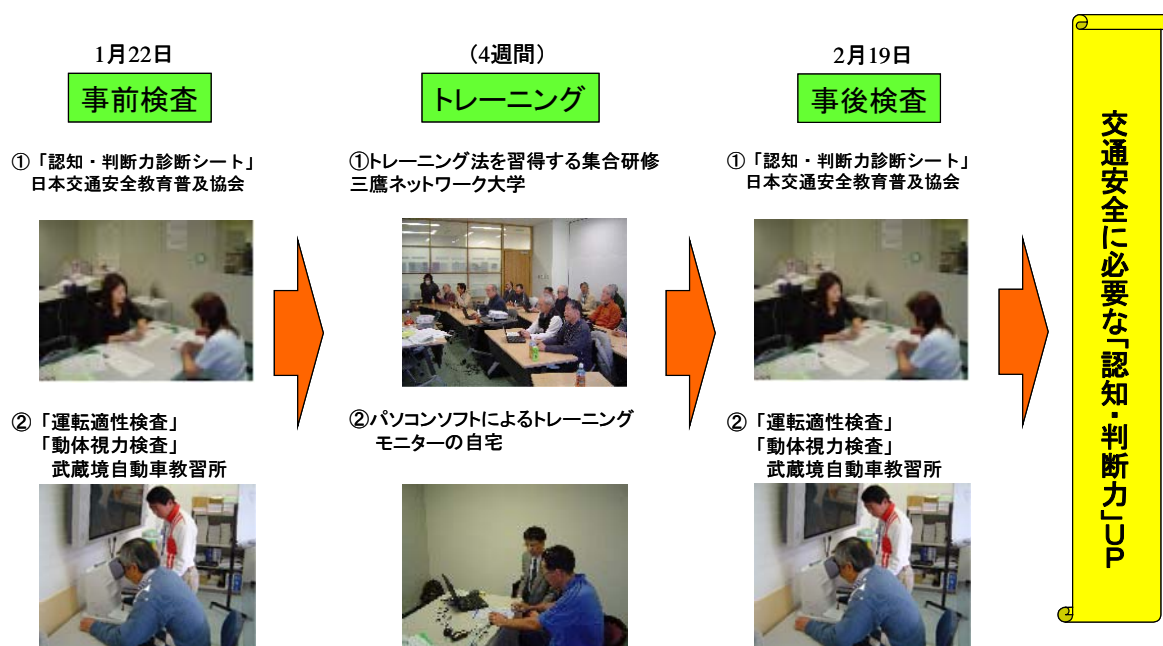 1月22日
事前検査
①「認知・判断力診断シート」
日本交通安全教育普及協会
②「運転適性検査」
「動体視力検査」
武蔵境自動車教習所
(4週間)
トレーニング
①トレーニング法を習得する集合研修
三鷹ネットワーク大学
②パソコンソフトによるトレーニング
モニターの自宅
2月19日
事後検査
①「認知・判断力診断シート」
日本交通安全教育普及協会
②「運転適性検査」
「動体視力検査」
武蔵境自動車教習所
交通安全に必要な「認知・判断力」UP